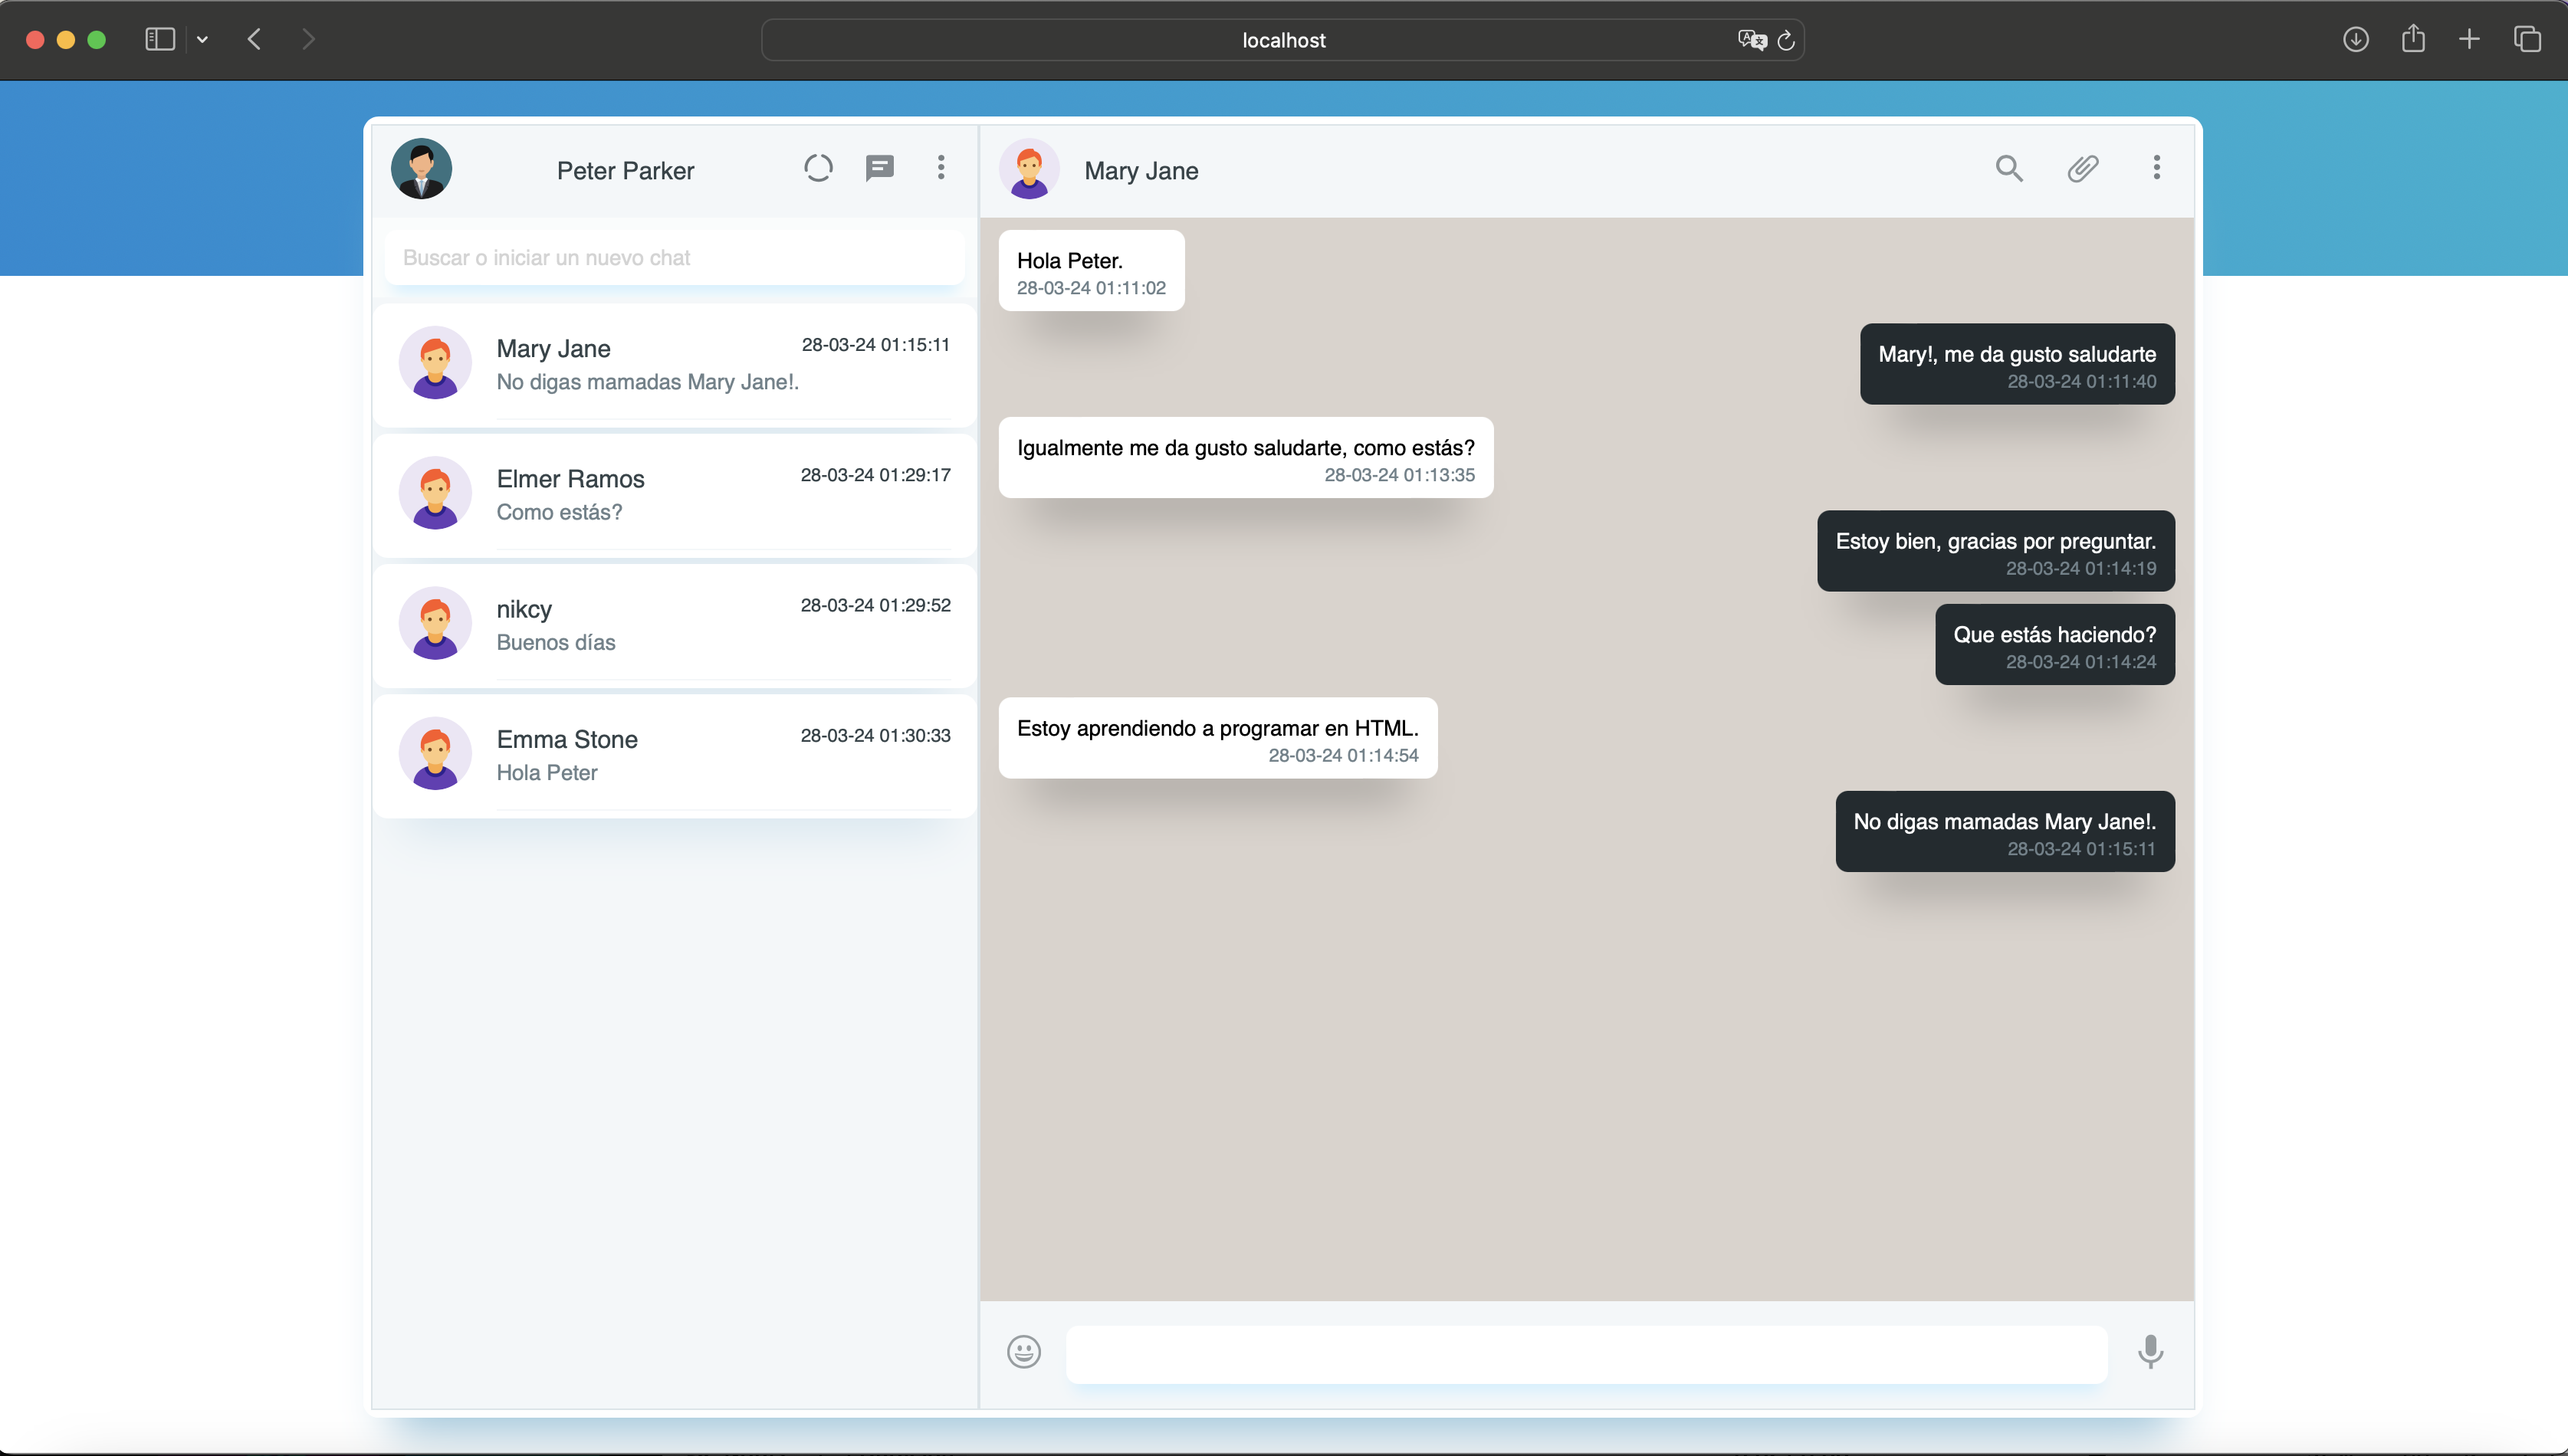 localhost
Peter Parker
Buscar o iniciar un nuevo chat
Mary Jane
28-03-24 01:15:11
No digas mamadas Mary Jane!.
Elmer Ramos
28-03-24 01:29:17
Como estás?
nikcy
28-03-24 01:29:52
Buenos días
Emma Stone
28-03-24 01:30:33
Hola Peter
Mary Jane
Hola Peter.
28-03-24 01:11:02
Mary!, me da gusto saludarte
28-03-24 01:11:40
Igualmente me da gusto saludarte, como estás?
28-03-24 01:13:35
Estoy bien, gracias por preguntar.
28-03-24 01:14:19
Que estás haciendo?
28-03-24 01:14:24
Estoy aprendiendo a programar en HTML.
28-03-24 01:14:54
No digas mamadas Mary Jane!.
28-03-24 01:15:11